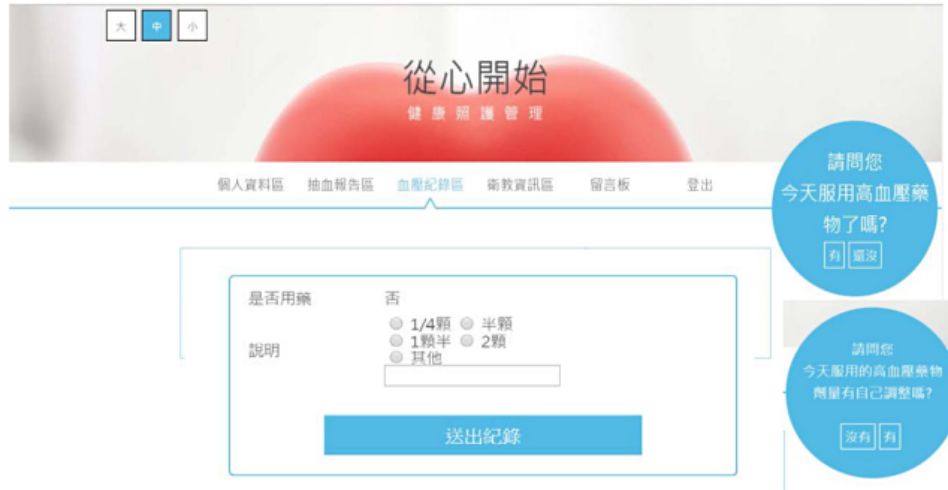 大 中 小
從心開始
健康照護管理
個人資料區 抽血報告區 血壓紀錄區 衛教資訊區 留言板 登出
請問您
今天服用高血壓藥
物了嗎?
有 還沒
是否用藥 否
說明
1/4顆 半顆
1顆半 2顆
其他
送出紀錄
請問您
今天服用的高血壓藥物
劑量有自己調整嗎?
沒有 有